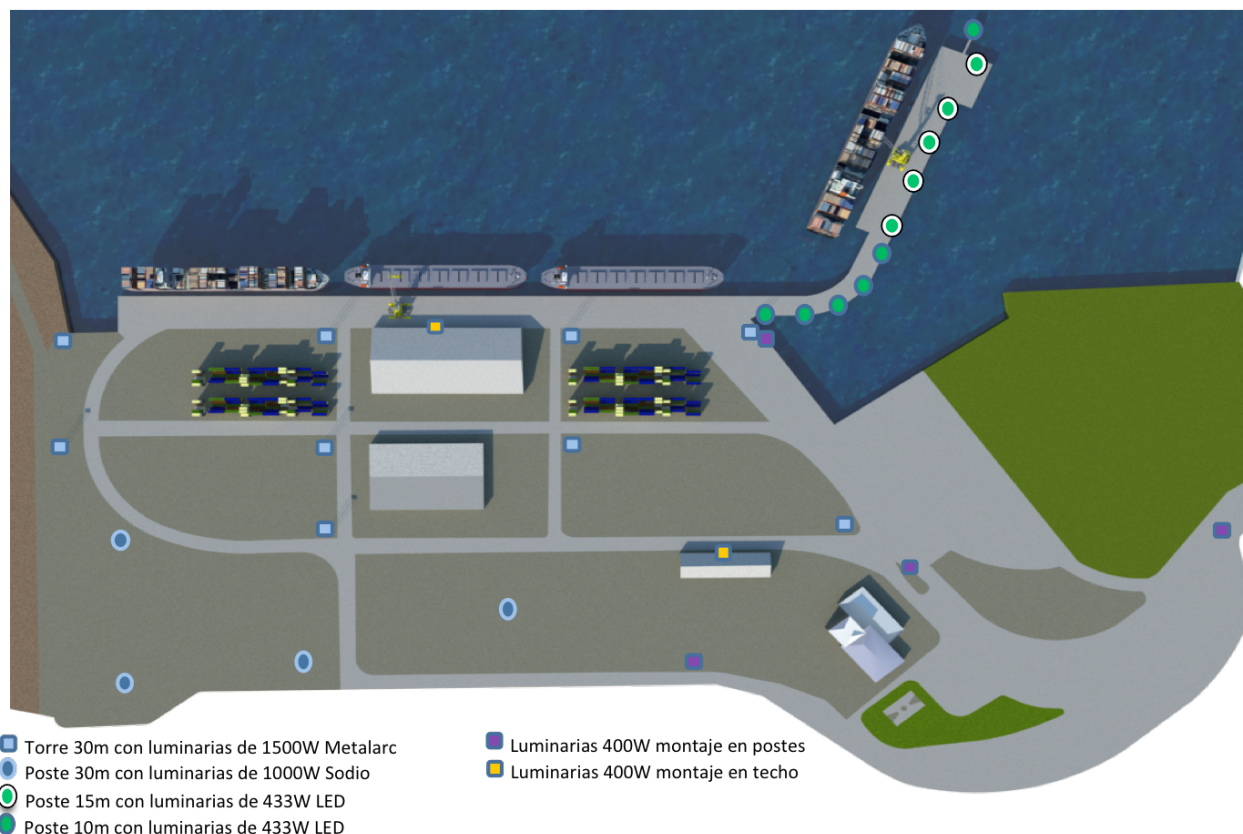 Torre 30m con luminarias de 1500W Metalarc
Poste 30m con luminarias de 1000W Sodio
Poste 15m con luminarias de 433W LED
Poste 10m con luminarias de 433W LED
Luminarias 400W montaje en postes
Luminarias 400W montaje en techo